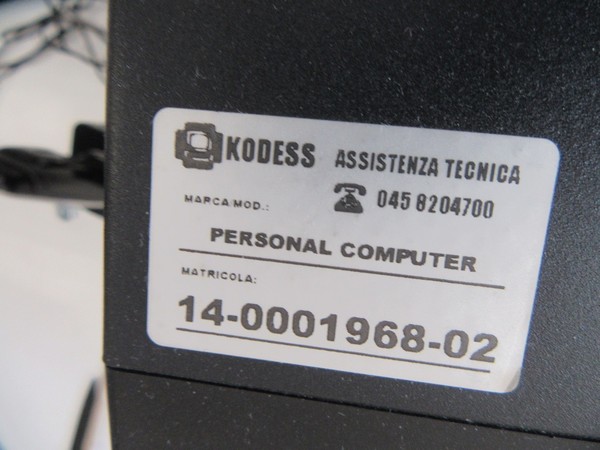 KODESS ASSISTENZA TECNICA
MARCA/MOD.: 045 8204700
PERSONAL COMPUTER
MATRICOLA:
14-0001968-02